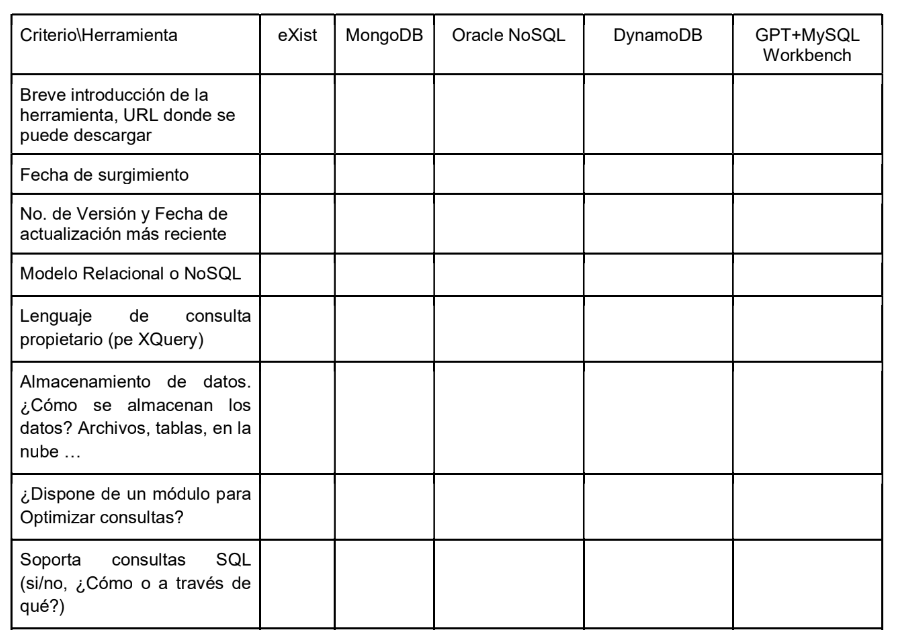 Criterio\Herramienta eXist MongoDB Oracle NoSQL DynamoDB GPT+MySQL
Workbench
Breve introducción de la
herramienta, URL donde se
puede descargar
Fecha de surgimiento
No. de Versión y Fecha de
actualización más reciente
Modelo Relacional o NoSQL
Lenguaje de consulta
propietario (pe XQuery)
Almacenamiento de datos.
¿Cómo se almacenan los
datos? Archivos, tablas, en la
nube …
¿Dispone de un módulo para
Optimizar consultas?
Soporta consultas SQL
(si/no, ¿Cómo o a través de
qué?)